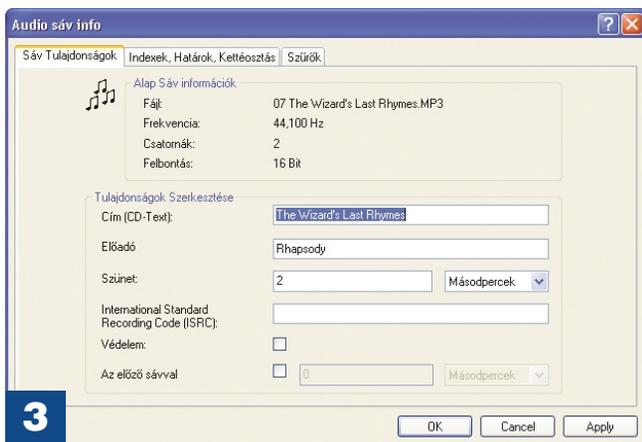 Audio sáv info
Sáv Tulajdonságok Indexek, Határok, Kettéosztás Szűrők
Alap Sáv információk
Fájl: 07 The Wizard's Last Rhymes.MP3
Frekvencia: 44,100 Hz
Csatornák: 2
Felbontás: 16 Bit
Tulajdonságok Szerkesztése
Cím (CD-Text): The Wizard's Last Rhymes
Előadó Rhapsody
Szünet: 2 Másodpercek
International Standard
Recording Code (ISRC):
Védelem:
Az előző sávval 0 Másodpercek
3
OK Cancel Apply